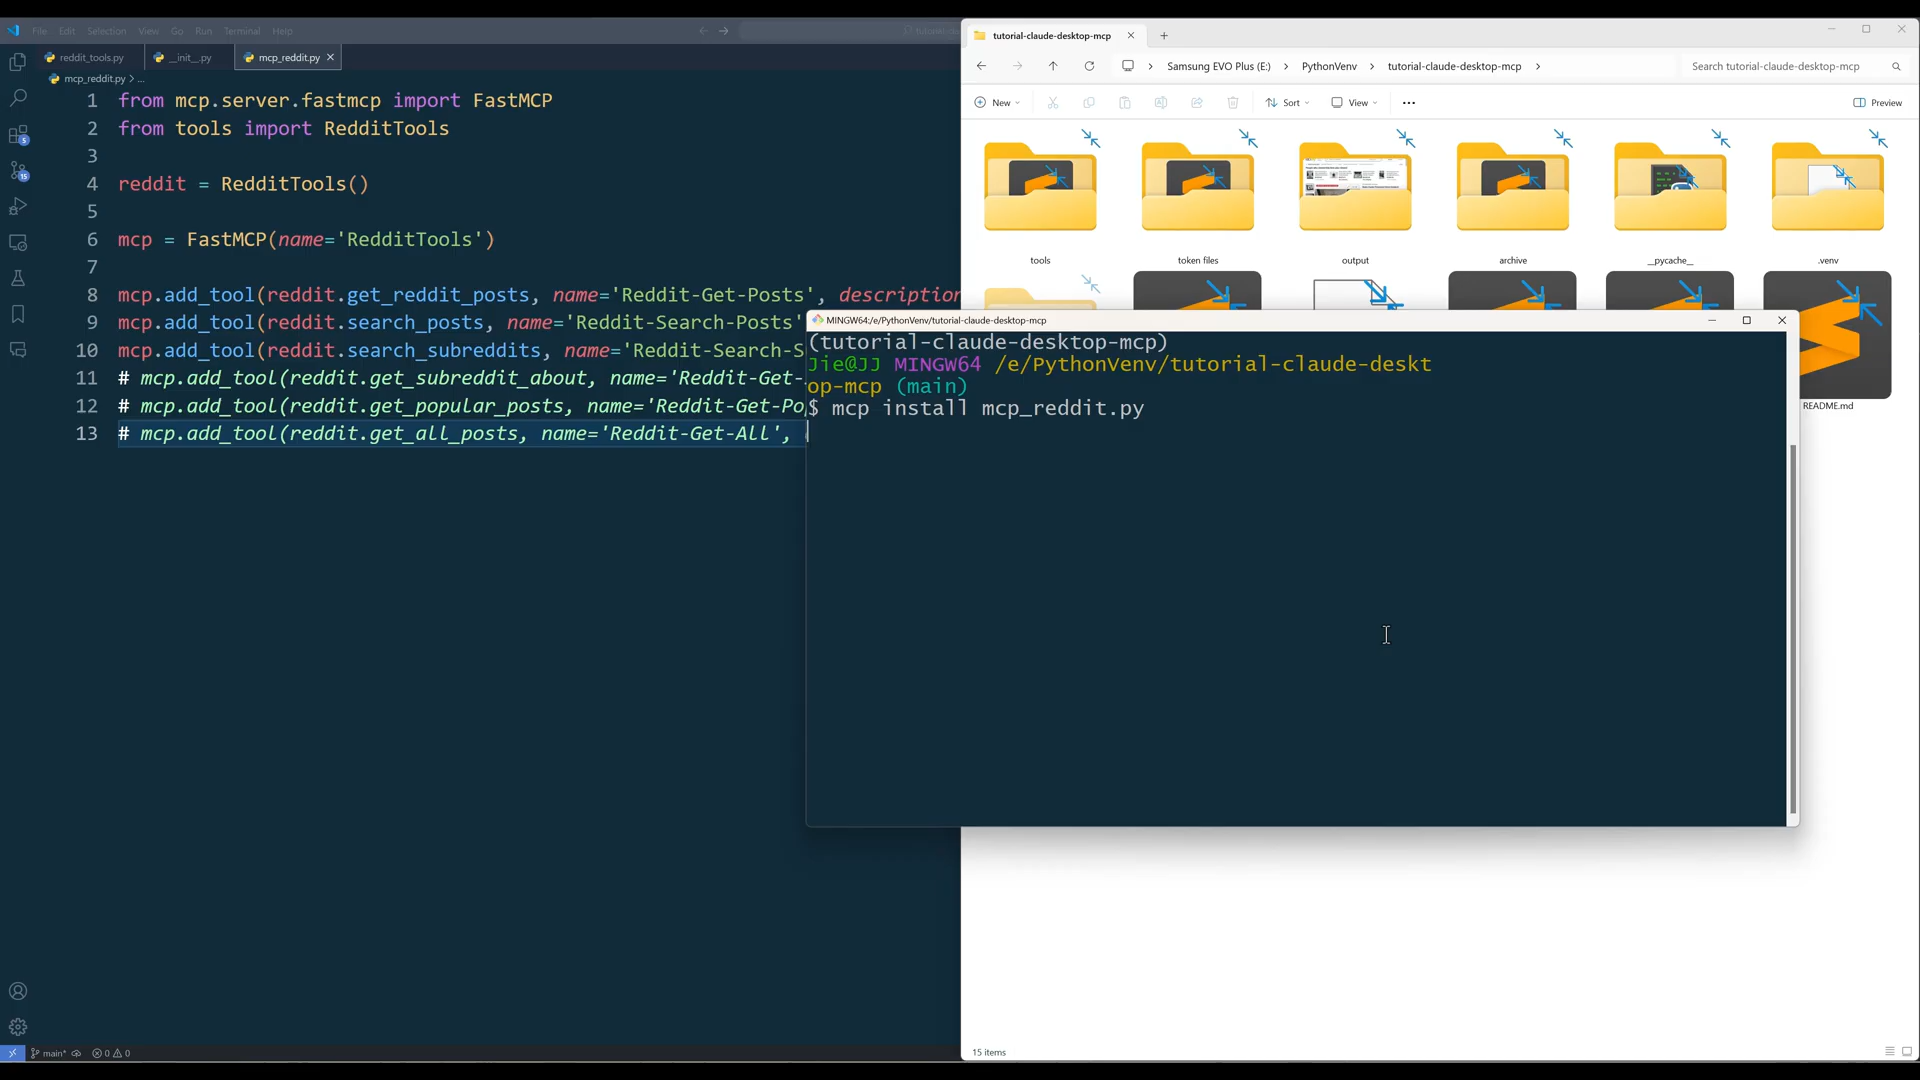 File Edit Selection View Go Run Terminal Help
reddit_tools.py
__init__.py
mcp_reddit.py
mcp_reddit.py > ...
1 from mcp.server.fastmcp import FastMCP
2 from tools import RedditTools
3
4 reddit = RedditTools()
5
6 mcp = FastMCP(name='RedditTools')
7
8 mcp.add_tool(reddit.get_reddit_posts, name='Reddit-Get-Posts', description
9 mcp.add_tool(reddit.search_posts, name='Reddit-Search-Posts'
10 mcp.add_tool(reddit.search_subreddits, name='Reddit-Search-S
11 # mcp.add_tool(reddit.get_subreddit_about, name='Reddit-Get-
12 # mcp.add_tool(reddit.get_popular_posts, name='Reddit-Get-Po
13 # mcp.add_tool(reddit.get_all_posts, name='Reddit-Get-All',
5
15
main*
0 0
tutorial-claude-desktop-mcp
Samsung EVO Plus (E:) > PythonVenv > tutorial-claude-desktop-mcp >
Search tutorial-claude-desktop-mcp
New
Sort
View
Preview
tools
token files
output
archive
__pycache__
.venv
README.md
MINGW64:/e/PythonVenv/tutorial-claude-desktop-mcp
(tutorial-claude-desktop-mcp)
Jie@JJ MINGW64 /e/PythonVenv/tutorial-claude-deskt
op-mcp (main)
$ mcp install mcp_reddit.py
15 items